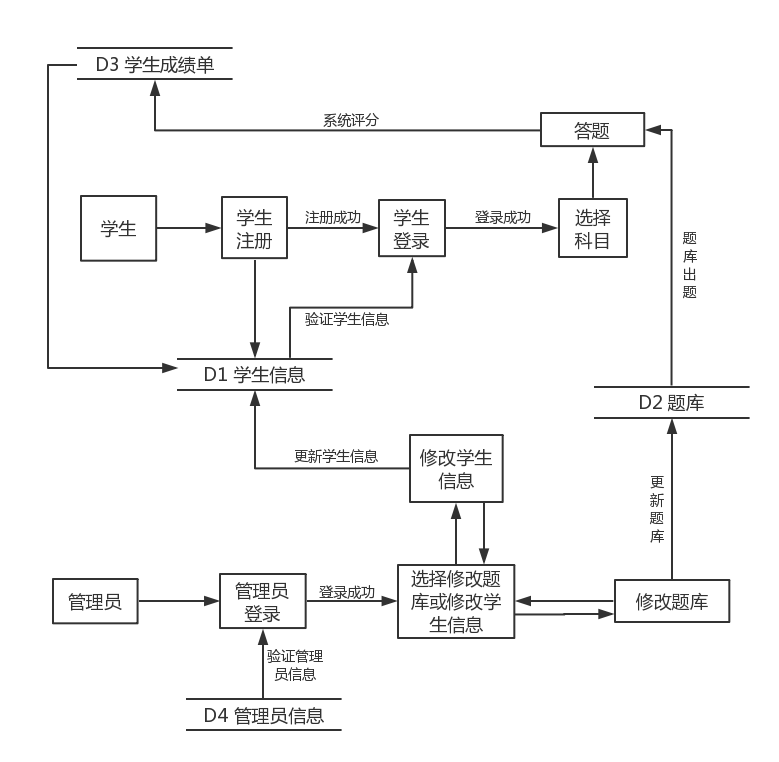 D3 学生成绩单
系统评分
答题
学生
学生
注册
注册成功
学生
登录
登录成功
选择
科目
题
库
出
题
验证学生信息
D1 学生信息
D2 题库
更新学生信息
修改学生
信息
更
新
题
库
管理员
管理员
登录
登录成功
选择修改题
库或修改学
生信息
修改题库
验证管理
员信息
D4 管理员信息